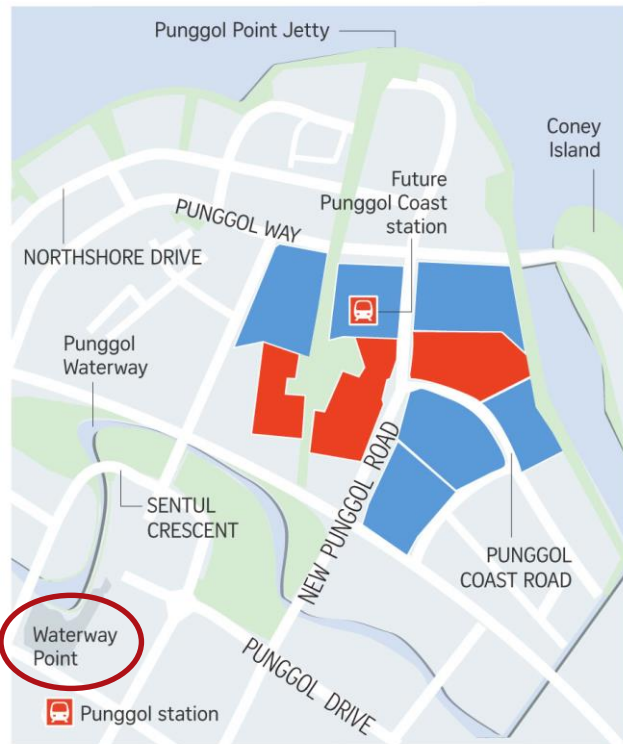 Punggol Point Jetty
Coney
Island
Future
Punggol Coast
station
PUNGGOL WAY
NORTHSHORE DRIVE
Punggol
Waterway
SENTUL
CRESCENT
NEW PUNGGOL ROAD
PUNGGOL
COAST ROAD
Waterway
Point
PUNGGOL DRIVE
Punggol station